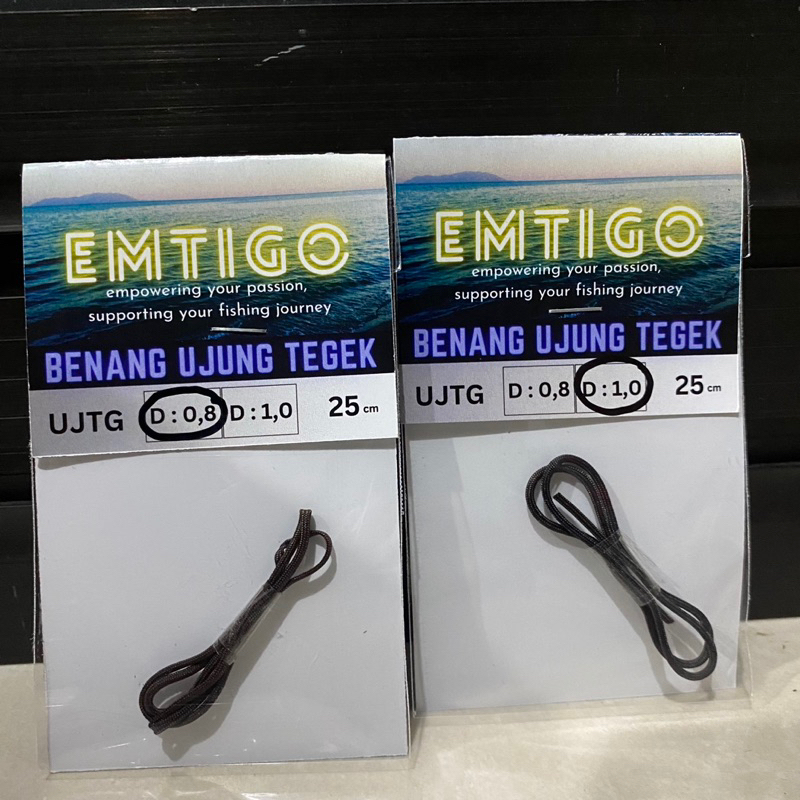 EMTIGO
empowering your passion,
supporting your fishing journey
BENANG UJUNG TEGEK
UJTG D : 0,8 D : 1,0 25 cm
EMTIGO
empowering your passion,
supporting your fishing journey
BENANG UJUNG TEGEK
UJTG D : 0,8 D : 1,0 25 cm